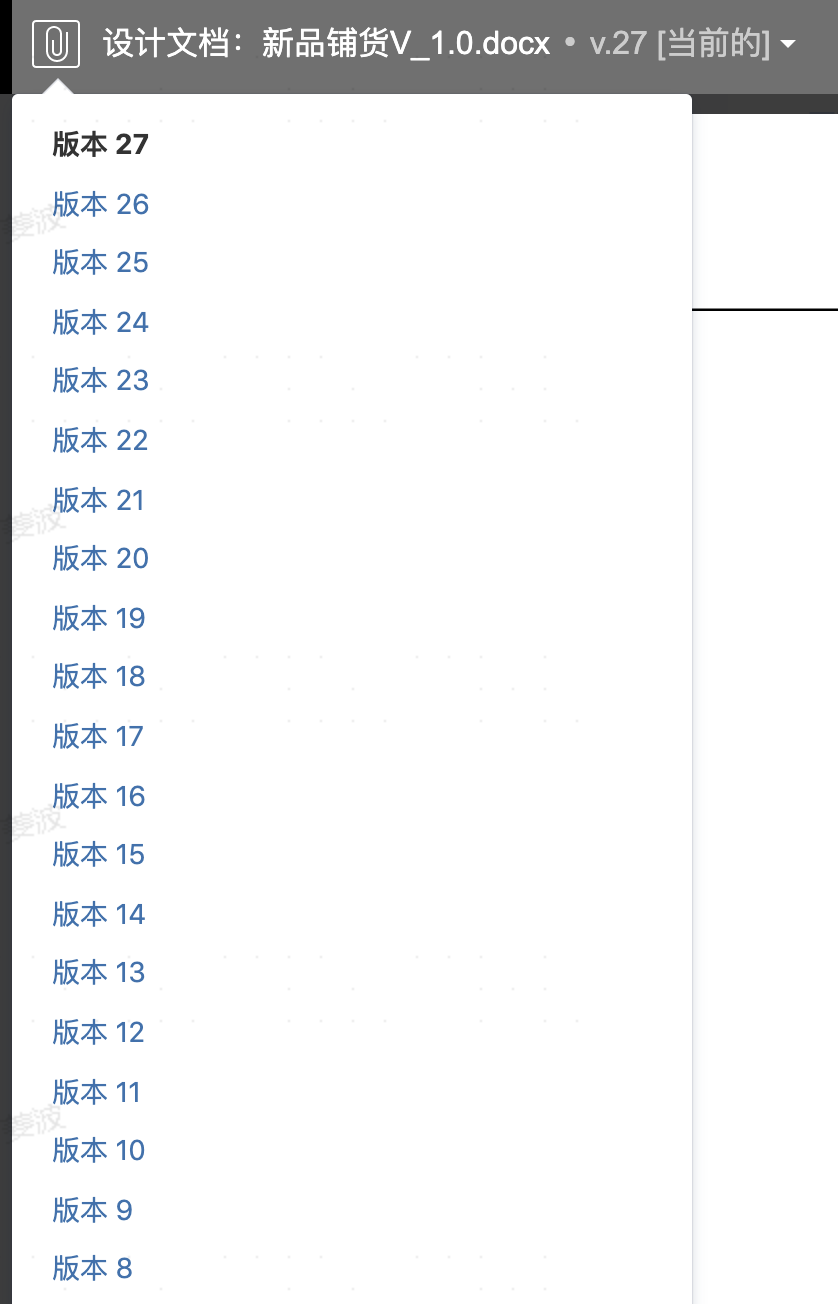 设计文档：新品铺货V_1.0.docx • v.27 [当前的]
版本 27
版本 26
版本 25
版本 24
版本 23
版本 22
版本 21
版本 20
版本 19
版本 18
版本 17
版本 16
版本 15
版本 14
版本 13
版本 12
版本 11
版本 10
版本 9
版本 8